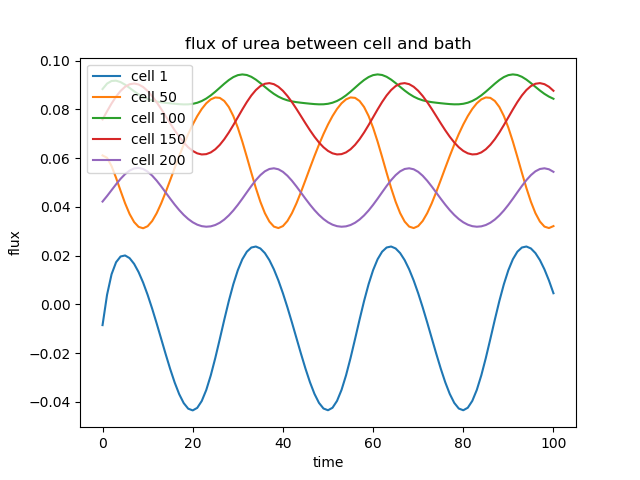 flux of urea between cell and bath
0.10
0.08
0.06
0.04
0.02
0.00
−0.02
−0.04
flux
cell 1
cell 50
cell 100
cell 150
cell 200
0
20
40
60
80
100
time